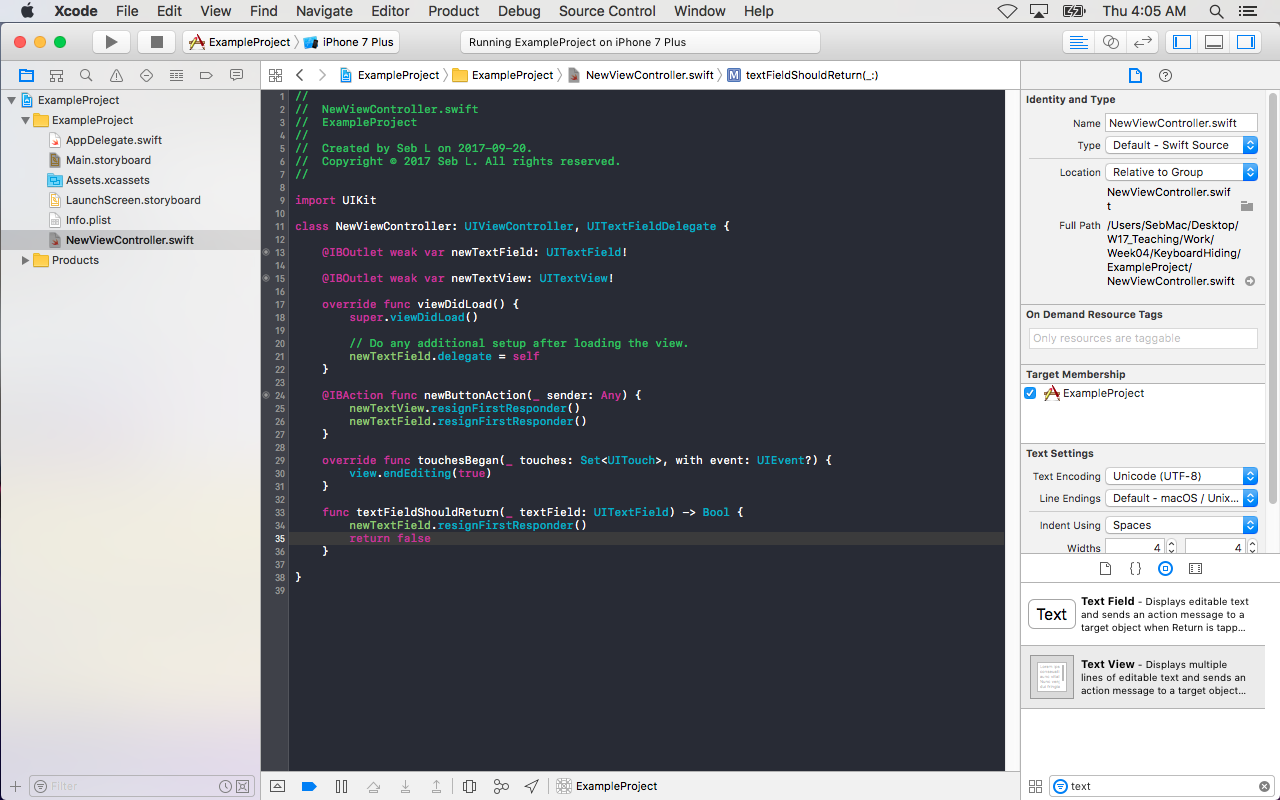 Xcode File Edit View Find Navigate Editor Product Debug Source Control Window Help Thu 4:05 AM
ExampleProject iPhone 7 Plus Running ExampleProject on iPhone 7 Plus
ExampleProject ExampleProject NewViewController.swift M textFieldShouldReturn(_:)
ExampleProject
ExampleProject
AppDelegate.swift
Main.storyboard
Assets.xcassets
LaunchScreen.storyboard
Info.plist
NewViewController.swift
Products
Filter
1 //
2 //  NewViewController.swift
3 //  ExampleProject
4 //
5 //  Created by Seb L on 2017-09-20.
6 //  Copyright © 2017 Seb L. All rights reserved.
7 //
8
9 import UIKit
10
11 class NewViewController: UIViewController, UITextFieldDelegate {
12
13     @IBOutlet weak var newTextField: UITextField!
14
15     @IBOutlet weak var newTextView: UITextView!
16
17     override func viewDidLoad() {
18         super.viewDidLoad()
19
20         // Do any additional setup after loading the view.
21         newTextField.delegate = self
22     }
23
24     @IBAction func newButtonAction(_ sender: Any) {
25         newTextView.resignFirstResponder()
26         newTextField.resignFirstResponder()
27     }
28
29     override func touchesBegan(_ touches: Set<UITouch>, with event: UIEvent?) {
30         view.endEditing(true)
31     }
32
33     func textFieldShouldReturn(_ textField: UITextField) -> Bool {
34         newTextField.resignFirstResponder()
35         return false
36     }
37
38 }
39
ExampleProject
Identity and Type
Name NewViewController.swift
Type Default - Swift Source
Location Relative to Group
NewViewController.swif
t
Full Path /Users/SebMac/Desktop/
W17_Teaching/Work/
Week04/KeyboardHiding/
ExampleProject/
NewViewController.swift
On Demand Resource Tags
Only resources are taggable
Target Membership
ExampleProject
Text Settings
Text Encoding Unicode (UTF-8)
Line Endings Default - macOS / Unix...
Indent Using Spaces
Widths 4 4
{ }
Text
Text Field - Displays editable text
and sends an action message to a
target object when Return is tapp...
Text View - Displays multiple
lines of editable text and sends an
action message to a target object...
text